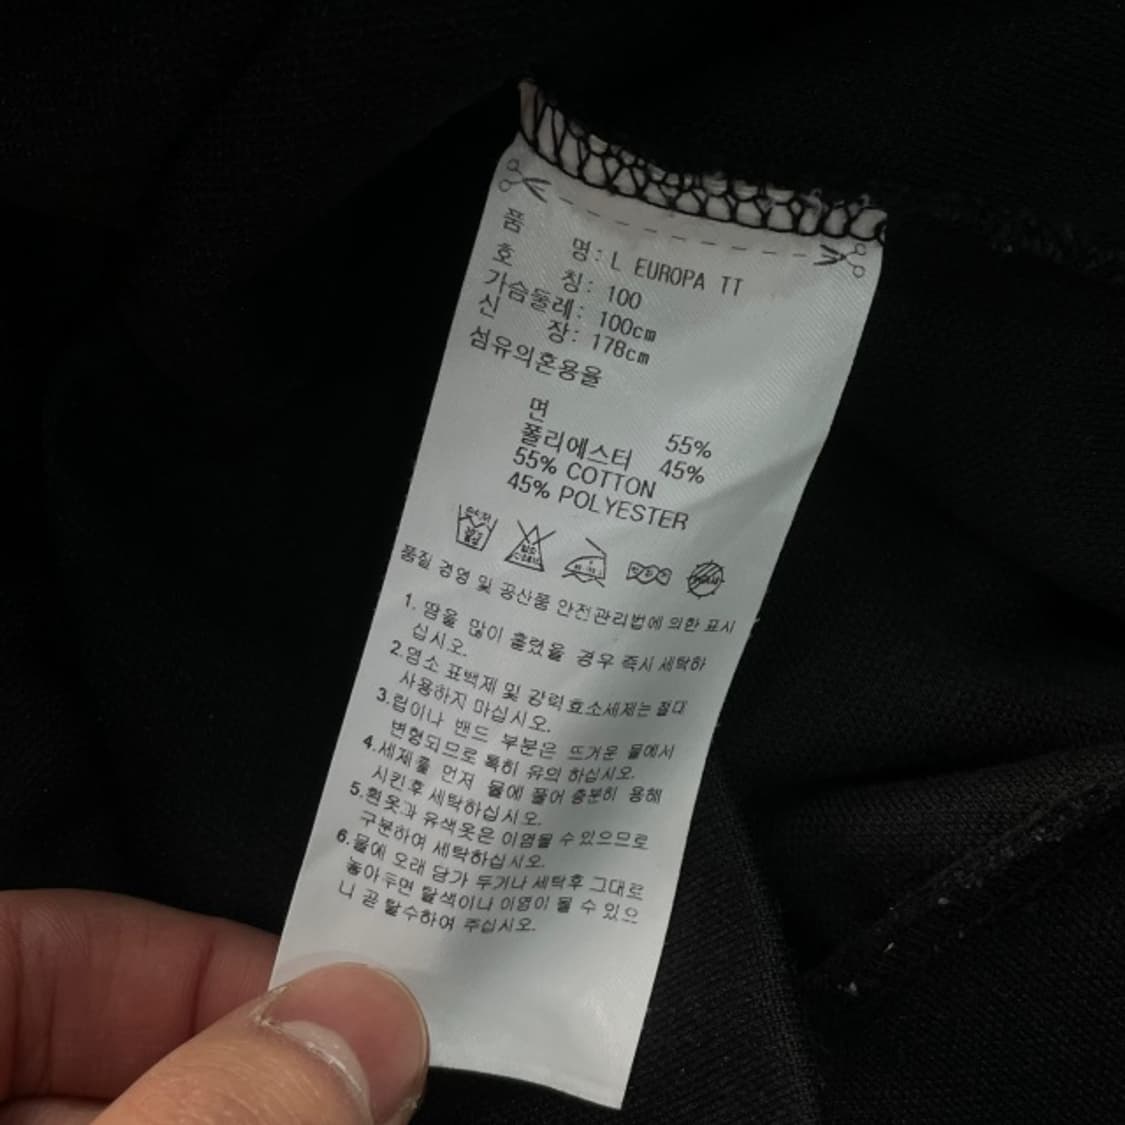 품 명: L EUROPA TT
호 칭: 100
가슴둘레: 100cm
신 장: 178cm
섬유의혼용율
면 55%
폴리에스터 45%
55% COTTON
45% POLYESTER
품질 경영 및 공산품 안전관리법에 의한 표시
1. 땀을 많이 흘렸을 경우 즉시 세탁하
십시오.
2.염소 표백제 및 강력효소세제는 절대
사용하지 마십시오.
3.립이나 밴드 부분은 뜨거운 물에서
변형되므로 특히 유의 하십시오.
4.세제를 먼저 물에 풀어 충분히 용해
시킨후 세탁하십시오.
5.흰옷과 유색옷은 이염될 수 있으므로
구분하여 세탁하십시오.
6.물에 오래 담가 두거나 세탁후 그대로
놓아두면 탈색이나 이염이 될 수 있으
니 곧 탈수하여 주십시오.